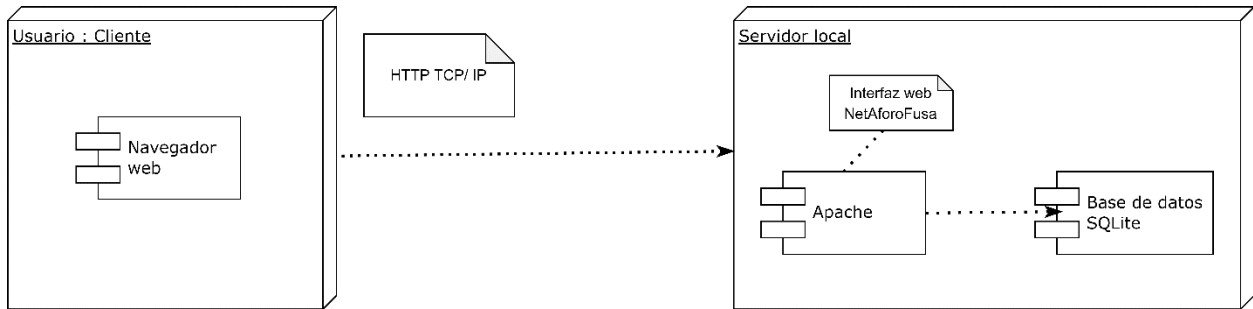 Usuario : Cliente
Navegador
web
HTTP TCP/ IP
Servidor local
Interfaz web
NetAforoFusa
Apache
Base de datos
SQLite